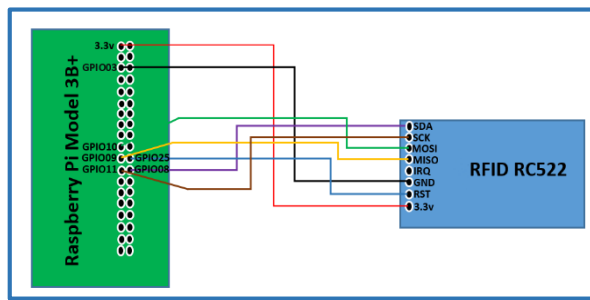 Raspberry Pi Model 3B+
3.3v
GPIO03
GPIO10
GPIO09 GPIO25
GPIO11 GPIO08
SDA
SCK
MOSI
MISO
IRQ
GND
RST
3.3v
RFID RC522